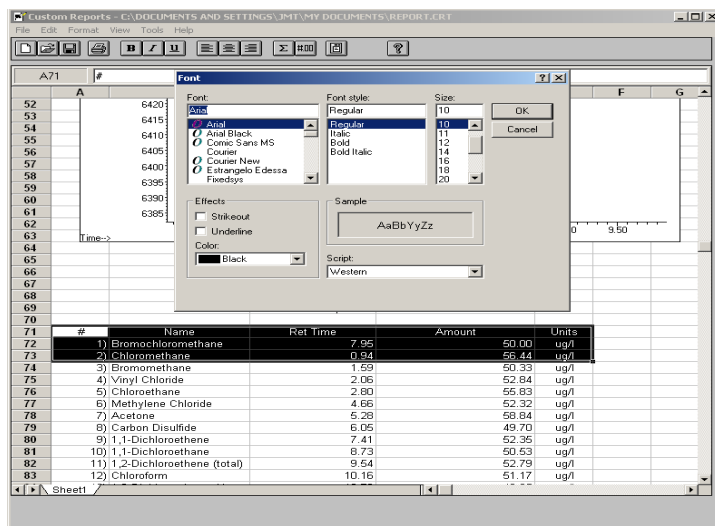 Custom Reports - C:\DOCUMENTS AND SETTINGS\JMT\MY DOCUMENTS\REPORT.CRT
File Edit Format View Tools Help
B I U Σ #.00 ?
A71 #
Font
Font: Font style: Size:
Arial Regular 10 OK
Arial Regular 10 Cancel
Arial Black Italic 11
Comic Sans MS Bold 12
Courier Bold Italic 14
Courier New 16
Estrangelo Edessa 18
Fixedsys 20
Effects Sample
Strikeout
Underline AaBbYyZz
Color:
Black Script:
Western
A F G
52 6420
53 6415
54 6410
55
56 6405
57 6400
58
59 6395
60 6390
61 6385
62 0 9.50
63 Time-->
64
65
66
67
68
69
70
71 # Name Ret Time Amount Units
72 1) Bromochloromethane 7.95 50.00 ug/l
73 2) Chloromethane 0.94 56.44 ug/l
74 3) Bromomethane 1.59 50.33 ug/l
75 4) Vinyl Chloride 2.06 52.84 ug/l
76 5) Chloroethane 2.80 55.83 ug/l
77 6) Methylene Chloride 4.66 52.32 ug/l
78 7) Acetone 5.28 58.84 ug/l
79 8) Carbon Disulfide 6.05 49.70 ug/l
80 9) 1,1-Dichloroethene 7.41 52.35 ug/l
81 10) 1,1-Dichloroethane 8.73 50.53 ug/l
82 11) 1,2-Dichloroethene (total) 9.54 52.79 ug/l
83 12) Chloroform 10.16 51.17 ug/l
Sheet1